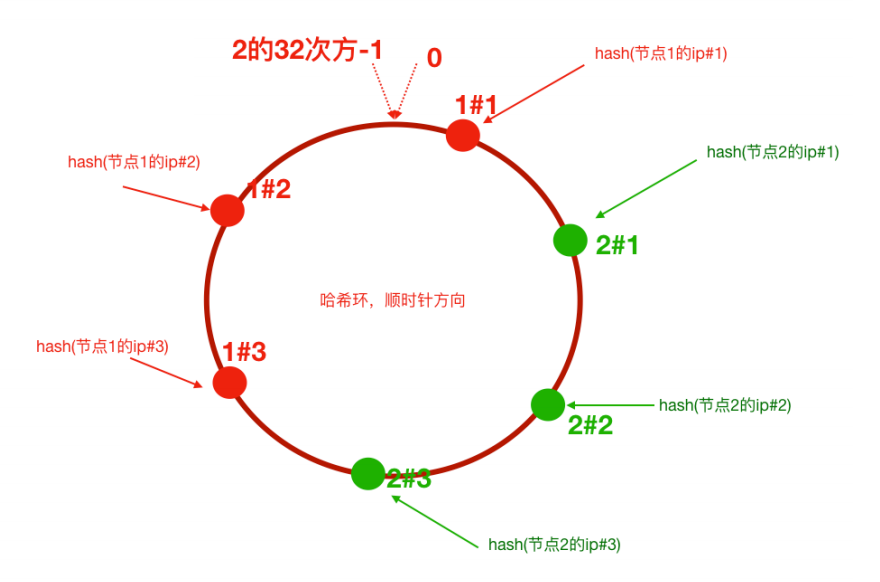 2的32次方-1
0
hash(节点1的ip#1)
1#1
hash(节点2的ip#1)
hash(节点1的ip#2)
1#2
2#1
哈希环，顺时针方向
hash(节点1的ip#3)
1#3
hash(节点2的ip#2)
2#2
2#3
hash(节点2的ip#3)